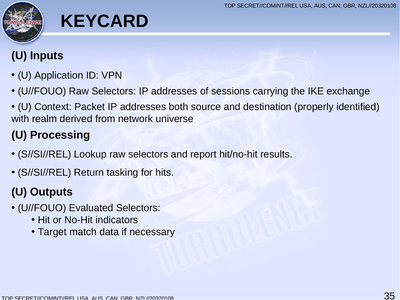 TOP SECRET//COMINT//REL USA, AUS, CAN, GBR, NZL//20320108
KEYCARD
(U) Inputs
• (U) Application ID: VPN
• (U//FOUO) Raw Selectors: IP addresses of sessions carrying the IKE exchange
• (U) Context: Packet IP addresses both source and destination (properly identified)
with realm derived from network universe
(U) Processing
• (S//SI//REL) Lookup raw selectors and report hit/no-hit results.
• (S//SI//REL) Return tasking for hits.
(U) Outputs
• (U//FOUO) Evaluated Selectors:
• Hit or No-Hit indicators
• Target match data if necessary
TURBULENCE
TOP SECRET//COMINT//REL USA, AUS, CAN, GBR, NZL//20320108
35